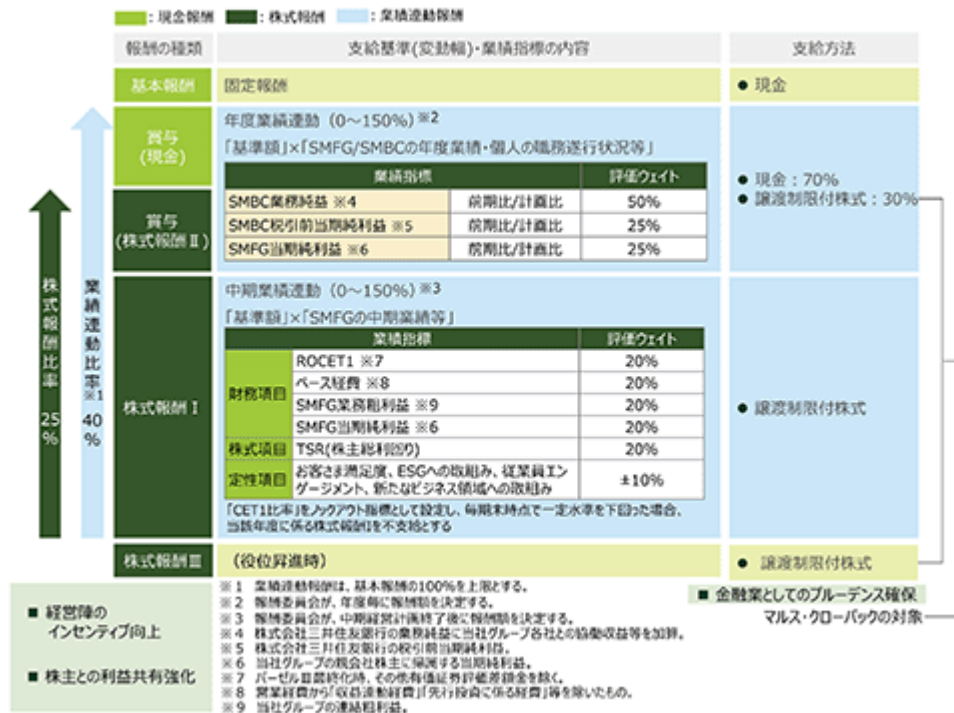 : 現金報酬 : 株式報酬 : 業績連動報酬
報酬の種類 支給基準(変動幅)・業績指標の内容 支給方法
基本報酬 固定報酬 ● 現金
賞与
(現金)
年度業績連動（0～150%）※2
「基準額」×「SMFG/SMBCの年度業績・個人の職務遂行状況等」
業績指標 評価ウェイト
SMBC業務純益 ※4 前期比/計画比 50%
SMBC税引前当期純利益 ※5 前期比/計画比 25%
SMFG当期純利益 ※6 前期比/計画比 25%
賞与
(株式報酬Ⅱ)
● 現金：70%
● 譲渡制限付株式：30%
株式報酬比率 25%
業績連動比率※1 40%
株式報酬Ⅰ
中期業績連動（0～150%）※3
「基準額」×「SMFGの中期業績等」
業績指標 評価ウェイト
財務項目
ROCET1 ※7 20%
ベース経費 ※8 20%
SMFG業務粗利益 ※9 20%
SMFG当期純利益 ※6 20%
株式項目 TSR(株主総利回り) 20%
定性項目
お客さま満足度、ESGへの取組み、従業員エン
ゲージメント、新たなビジネス領域への取組み
±10%
「CET1比率」をノックアウト指標として設定し、毎期末時点で一定水準を下回った場合、
当該年度に係る株式報酬Ⅰを不支給とする
● 譲渡制限付株式
株式報酬Ⅲ （役位昇進時） ● 譲渡制限付株式
■ 経営陣の
インセンティブ向上
■ 株主との利益共有強化
※1 業績連動報酬は、基本報酬の100%を上限とする。
※2 報酬委員会が、年度毎に報酬額を決定する。
※3 報酬委員会が、中期経営計画終了後に報酬額を決定する。
※4 株式会社三井住友銀行の業務純益に当社グループ各社との協働収益等を加算。
※5 株式会社三井住友銀行の税引前当期純利益。
※6 当社グループの親会社株主に帰属する当期純利益。
※7 バーゼルⅢ最終化時、その他有価証券評価差額金を除く。
※8 営業経費から「収益連動経費」「先行投資に係る経費」等を除いたもの。
※9 当社グループの連結粗利益。
■ 金融業としてのプルーデンス確保
マルス・クローバックの対象